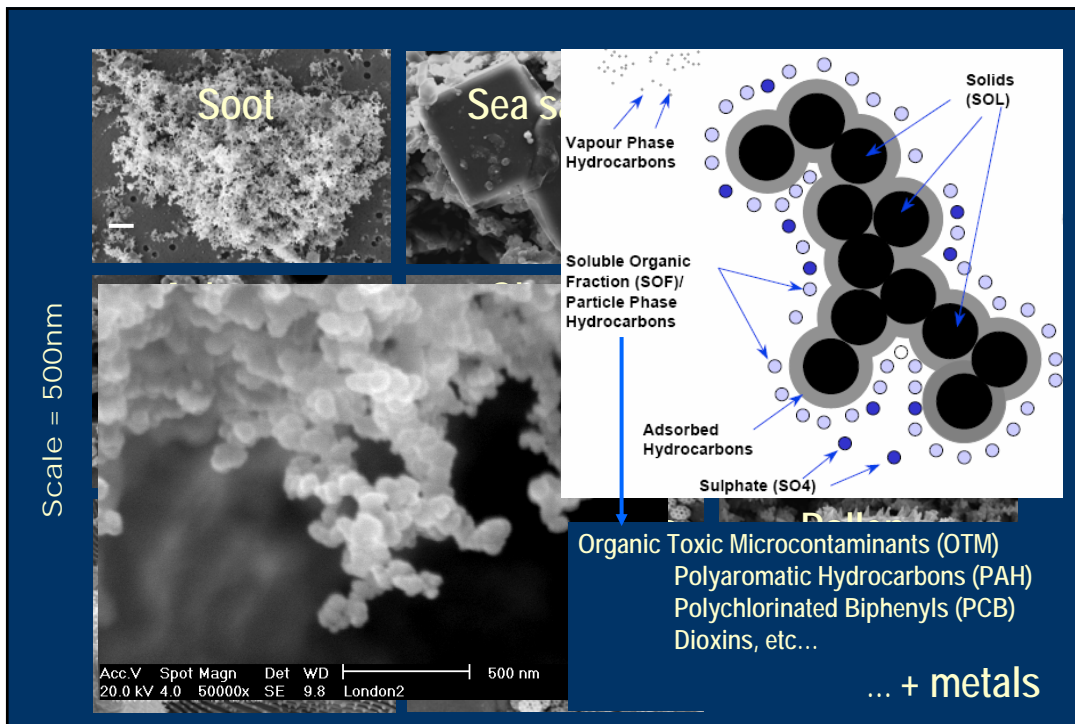 Soot
Sea
Scale = 500nm
Vapour Phase
Hydrocarbons
Solids
(SOL)
Soluble Organic
Fraction (SOF)/
Particle Phase
Hydrocarbons
Adsorbed
Hydrocarbons
Sulphate (SO4)
Organic Toxic Microcontaminants (OTM)
Polyaromatic Hydrocarbons (PAH)
Polychlorinated Biphenyls (PCB)
Dioxins, etc...
... + metals
Acc.V Spot Magn Det WD 500 nm
20.0 kV 4.0 50000x SE 9.8 London2